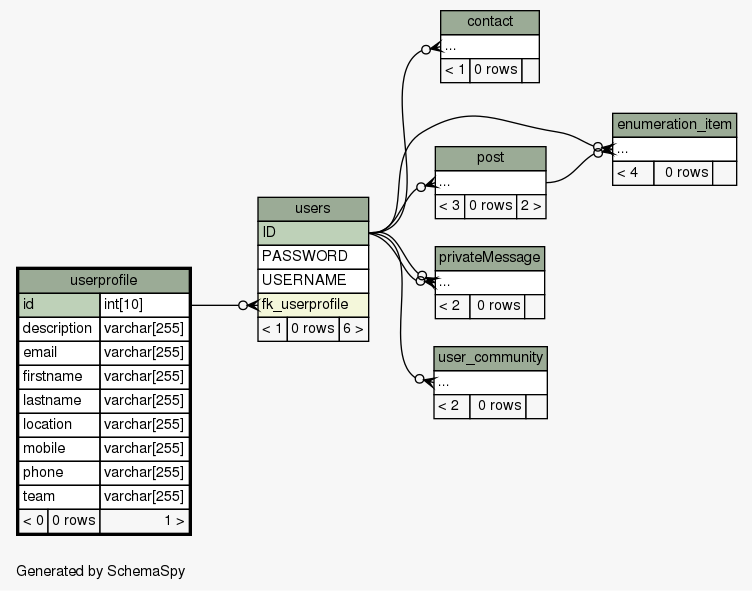 contact
...
< 1 0 rows
enumeration_item
...
< 4 0 rows
post
...
< 3 0 rows 2 >
users
ID
PASSWORD
USERNAME
fk_userprofile
< 1 0 rows 6 >
privateMessage
...
< 2 0 rows
user_community
...
< 2 0 rows
userprofile
id int[10]
description varchar[255]
email varchar[255]
firstname varchar[255]
lastname varchar[255]
location varchar[255]
mobile varchar[255]
phone varchar[255]
team varchar[255]
< 0 0 rows 1 >
Generated by SchemaSpy